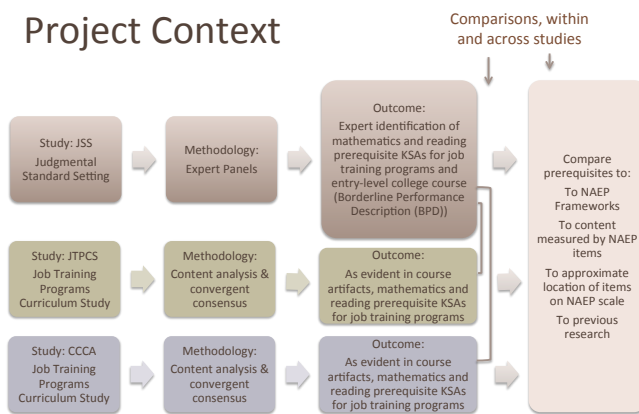 Project Context
Comparisons, within
and across studies
Study: JSS
Judgmental
Standard Setting
Methodology:
Expert Panels
Outcome:
Expert identification of
mathematics and reading
prerequisite KSAs for job
training programs and
entry-level college course
(Borderline Performance
Description (BPD))
Study: JTPCS
Job Training
Programs
Curriculum Study
Methodology:
Content analysis &
convergent
consensus
Outcome:
As evident in course
artifacts, mathematics and
reading prerequisite KSAs
for job training programs
Study: CCCA
Job Training
Programs
Curriculum Study
Methodology:
Content analysis &
convergent
consensus
Outcome:
As evident in course
artifacts, mathematics and
reading prerequisite KSAs
for job training programs
Compare
prerequisites to:
To NAEP
Frameworks
To content
measured by NAEP
items
To approximate
location of items
on NAEP scale
To previous
research